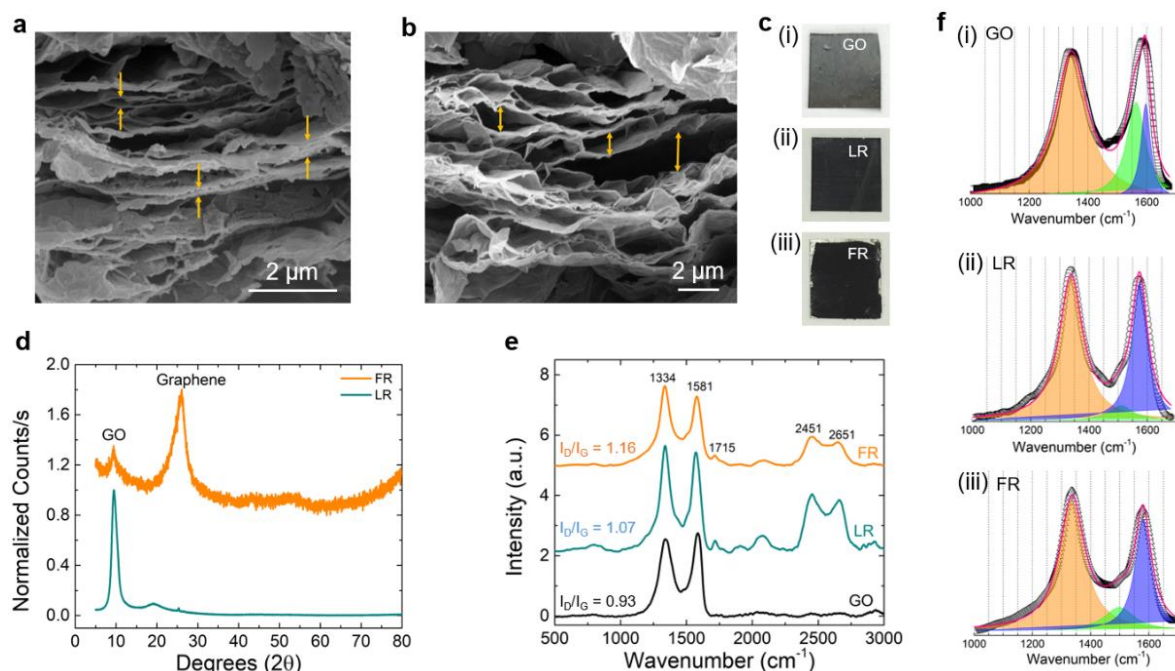 a
2 µm
b
2 µm
c
(i)
GO
(ii)
LR
(iii)
FR
d
Normalized Counts/s
2.0
1.6
1.2
0.8
0.4
0.0
GO
Graphene
FR
LR
0 10 20 30 40 50 60 70 80
Degrees (2θ)
e
Intensity (a.u.)
8
6
4
2
0
1334
1581
1715
2451
2651
I_D/I_G = 1.16
FR
I_D/I_G = 1.07
LR
I_D/I_G = 0.93
GO
500 1000 1500 2000 2500 3000
Wavenumber (cm⁻¹)
f
(i)
GO
1000 1200 1400 1600
Wavenumber (cm⁻¹)
(ii) LR
1000 1200 1400 1600
Wavenumber (cm⁻¹)
(iii) FR
1000 1200 1400 1600
Wavenumber (cm⁻¹)